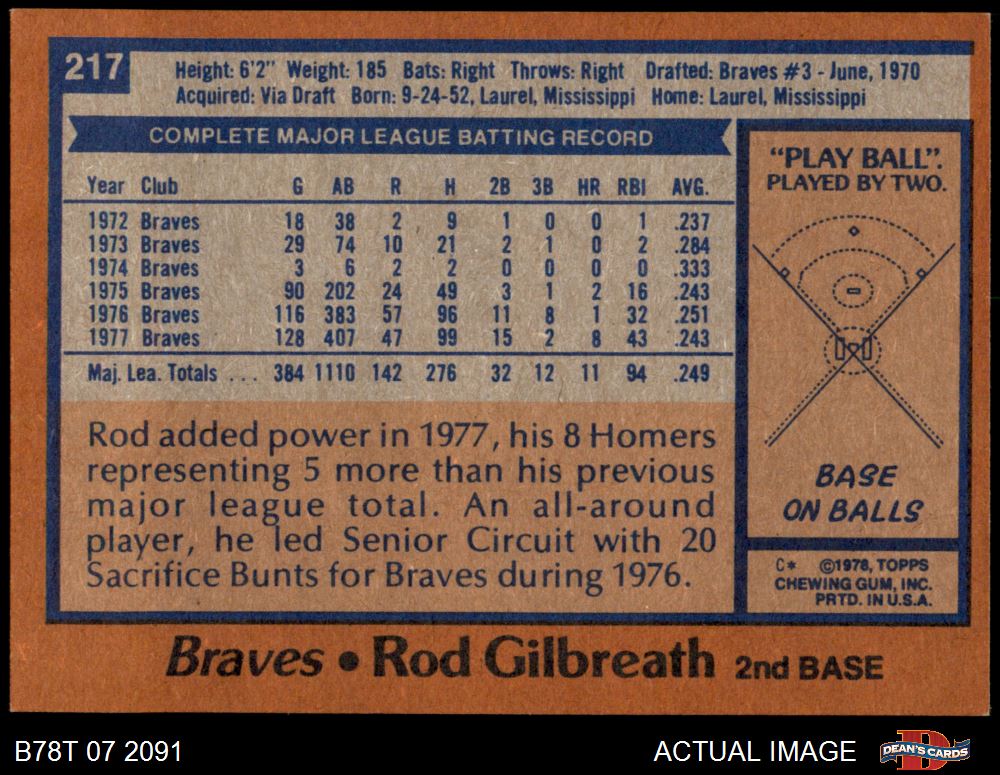 217
Height: 6'2" Weight: 185 Bats: Right Throws: Right Drafted: Braves #3 - June, 1970
Acquired: Via Draft Born: 9-24-52, Laurel, Mississippi Home: Laurel, Mississippi
COMPLETE MAJOR LEAGUE BATTING RECORD
Year Club G AB R H 2B 3B HR RBI AVG.
1972 Braves 18 38 2 9 1 0 0 1 .237
1973 Braves 29 74 10 21 2 1 0 2 .284
1974 Braves 3 6 2 2 0 0 0 0 .333
1975 Braves 90 202 24 49 3 1 2 16 .243
1976 Braves 116 383 57 96 11 8 1 32 .251
1977 Braves 128 407 47 99 15 2 8 43 .243
Maj. Lea. Totals ... 384 1110 142 276 32 12 11 94 .249
Rod added power in 1977, his 8 Homers
representing 5 more than his previous
major league total. An all-around
player, he led Senior Circuit with 20
Sacrifice Bunts for Braves during 1976.
"PLAY BALL".
PLAYED BY TWO.
BASE
ON BALLS
C* ©1978, TOPPS
CHEWING GUM, INC.
PRTD. IN U.S.A.
Braves • Rod Gilbreath 2nd BASE
B78T 07 2091
ACTUAL IMAGE
D
DEAN'S CARDS